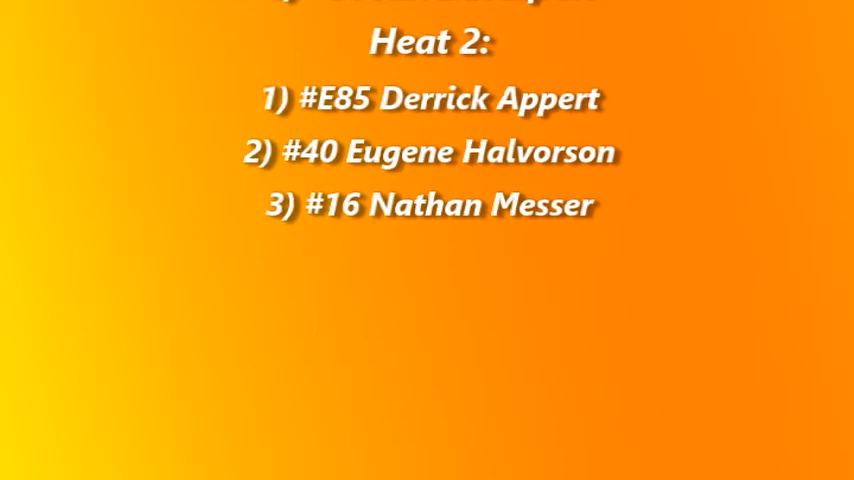 Heat 2:
1) #E85 Derrick Appert
2) #40 Eugene Halvorson
3) #16 Nathan Messer